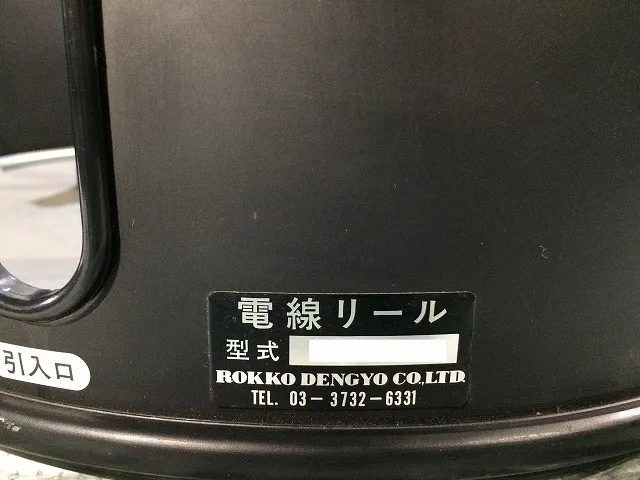 電線リール
型式
ROKKO DENGYO CO.,LTD.
TEL. 03-3732-6331
引入口